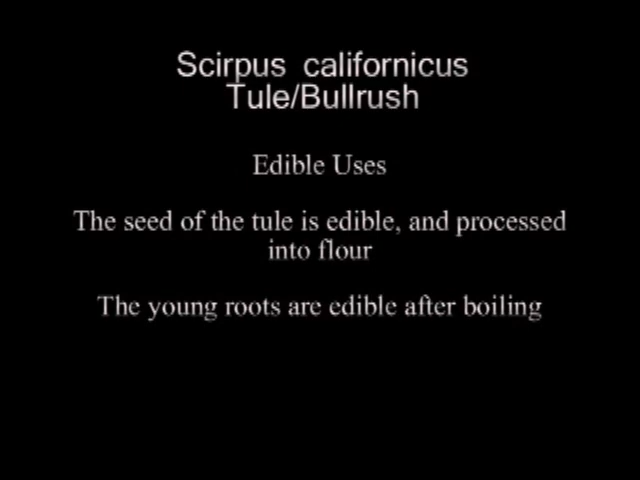 Scirpus californicus
Tule/Bullrush
Edible Uses
The seed of the tule is edible, and processed
into flour
The young roots are edible after boiling